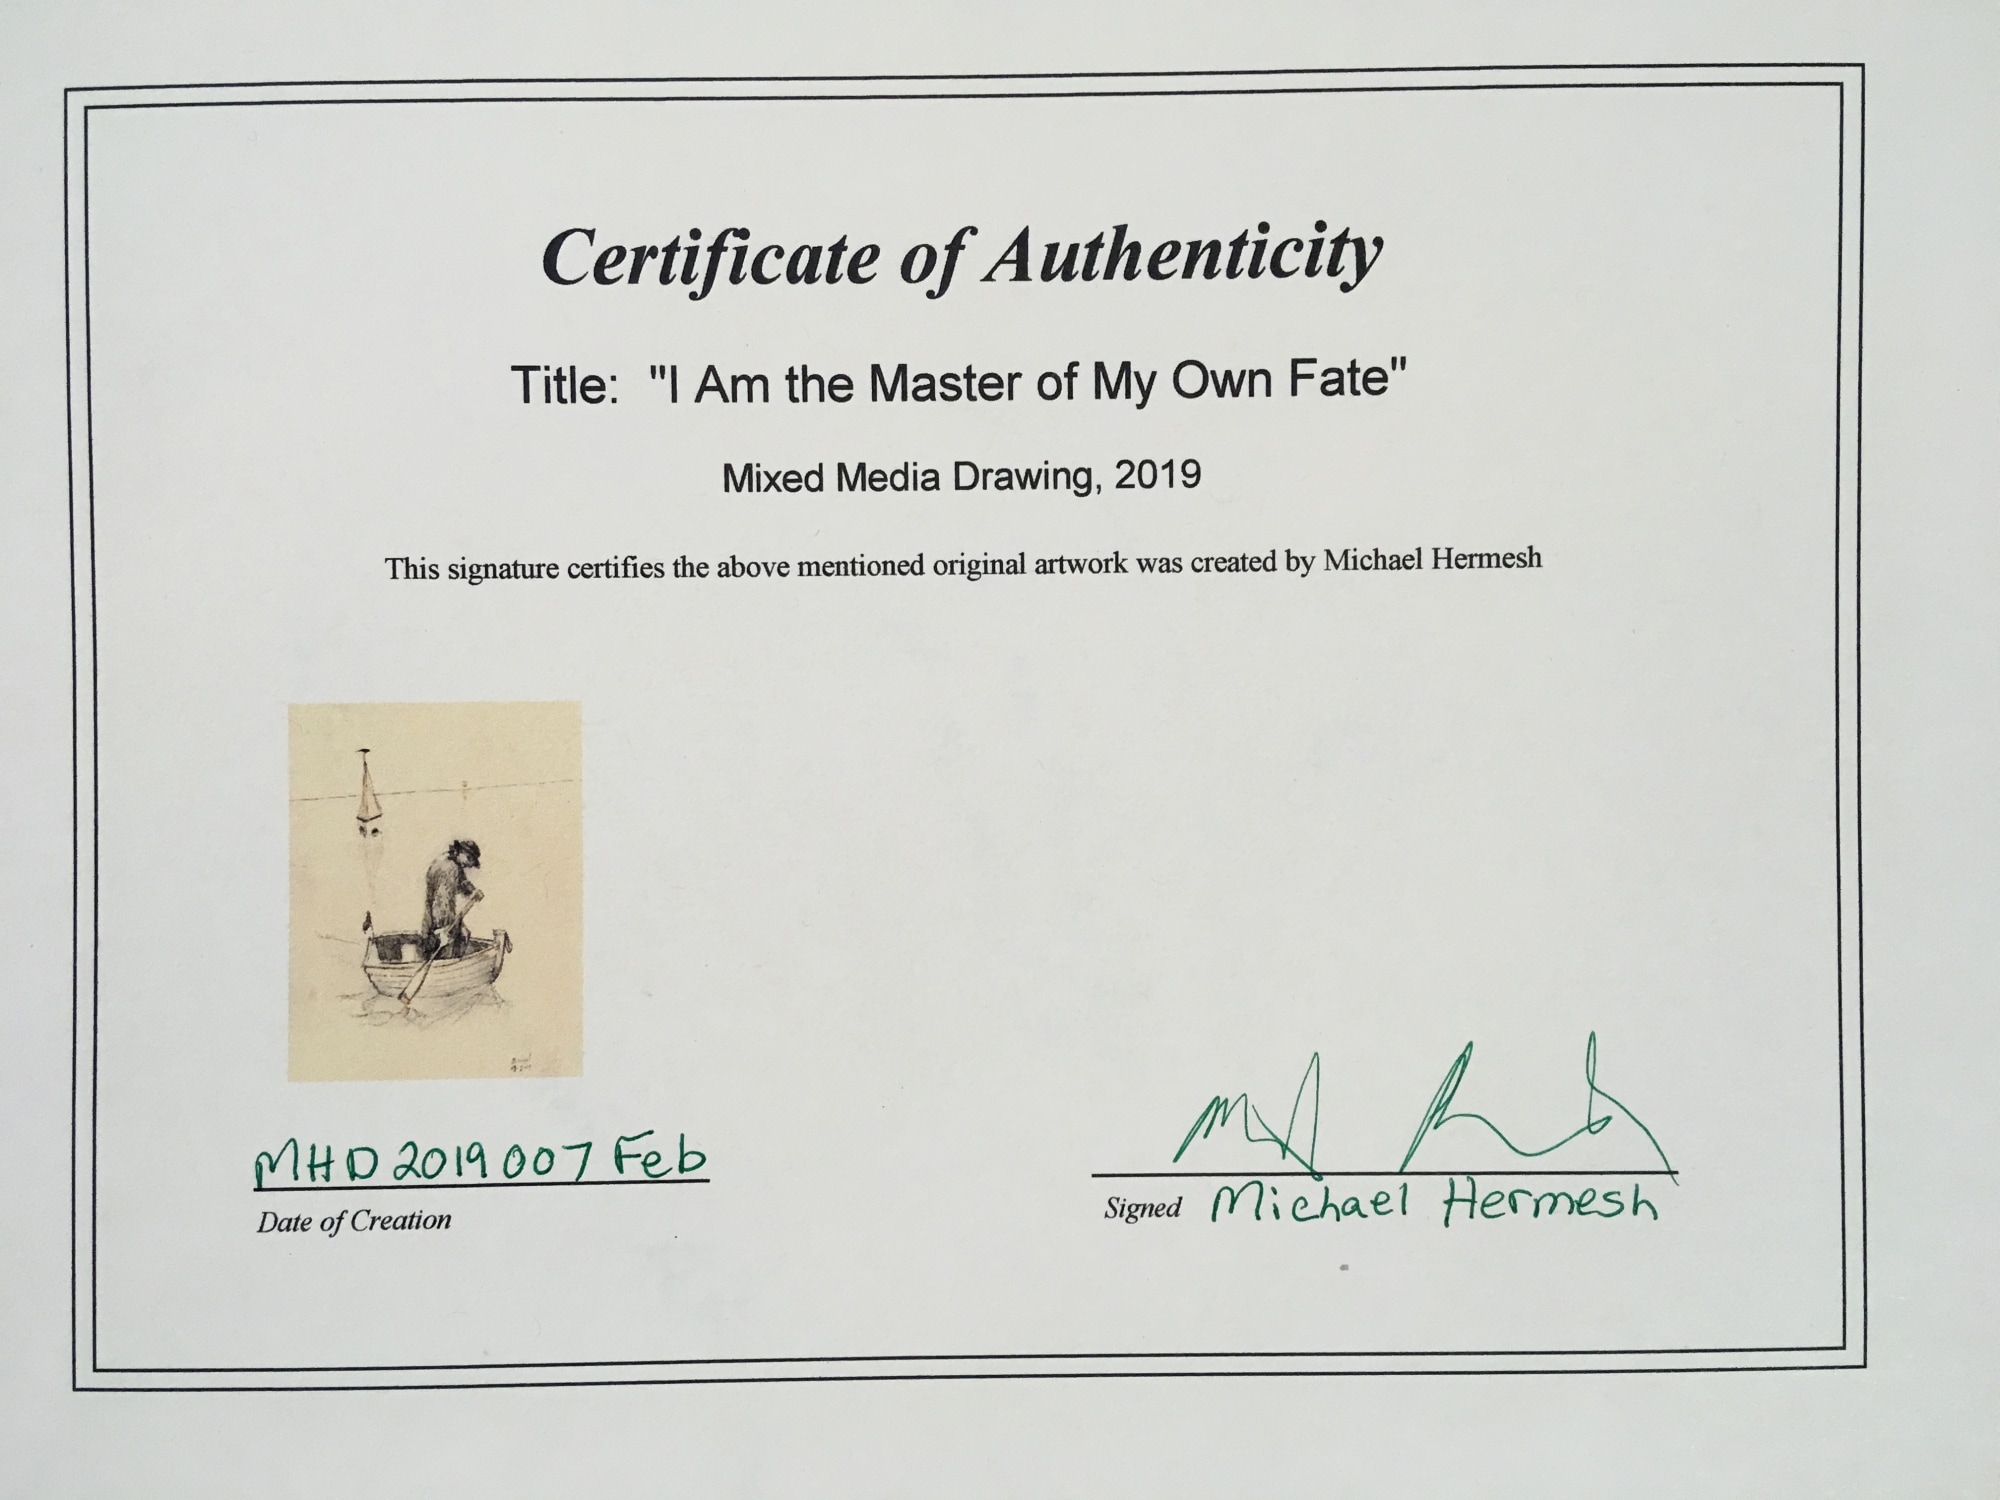 Certificate of Authenticity
Title: "I Am the Master of My Own Fate"
Mixed Media Drawing, 2019
This signature certifies the above mentioned original artwork was created by Michael Hermesh
MHD 2019 007 Feb
Date of Creation
Signed Michael Hermesh